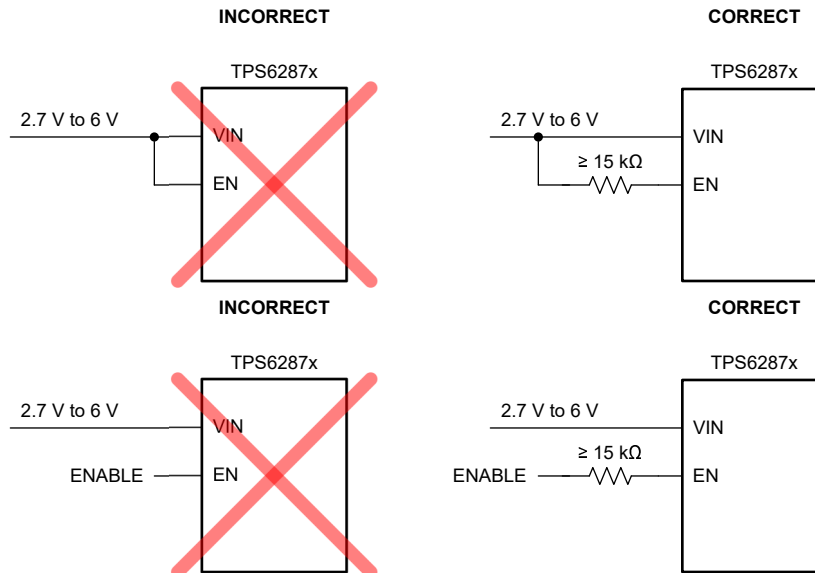 INCORRECT
CORRECT
TPS6287x
TPS6287x
2.7 V to 6 V
VIN
2.7 V to 6 V
VIN
≥ 15 kΩ
EN
EN
INCORRECT
CORRECT
TPS6287x
TPS6287x
2.7 V to 6 V
VIN
2.7 V to 6 V
VIN
≥ 15 kΩ
ENABLE
EN
ENABLE
EN